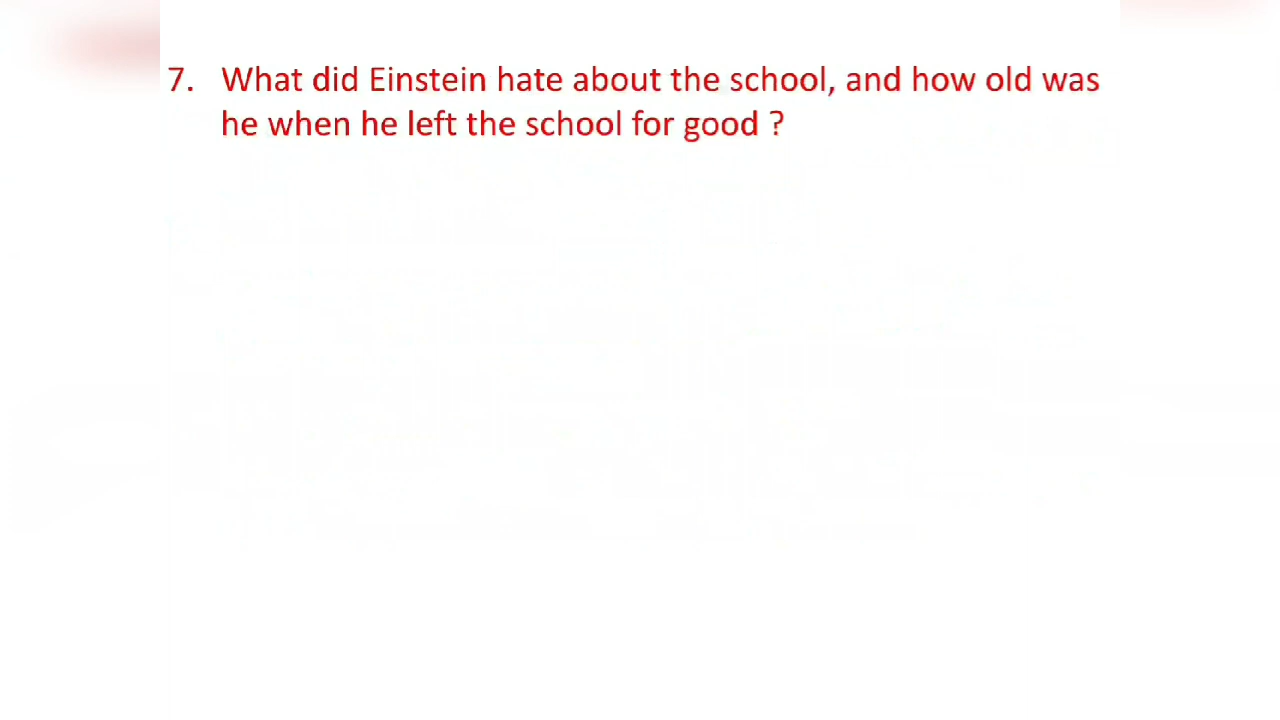 7. What did Einstein hate about the school, and how old was
he when he left the school for good ?